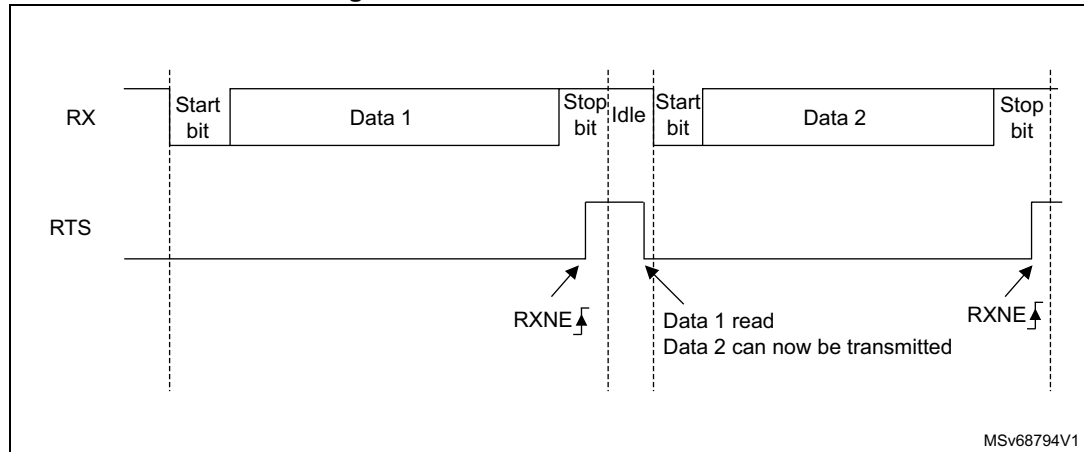 RX
Start bit
Data 1
Stop bit
Idle
Start bit
Data 2
Stop bit
RTS
RXNE
Data 1 read
Data 2 can now be transmitted
RXNE
MSv68794V1